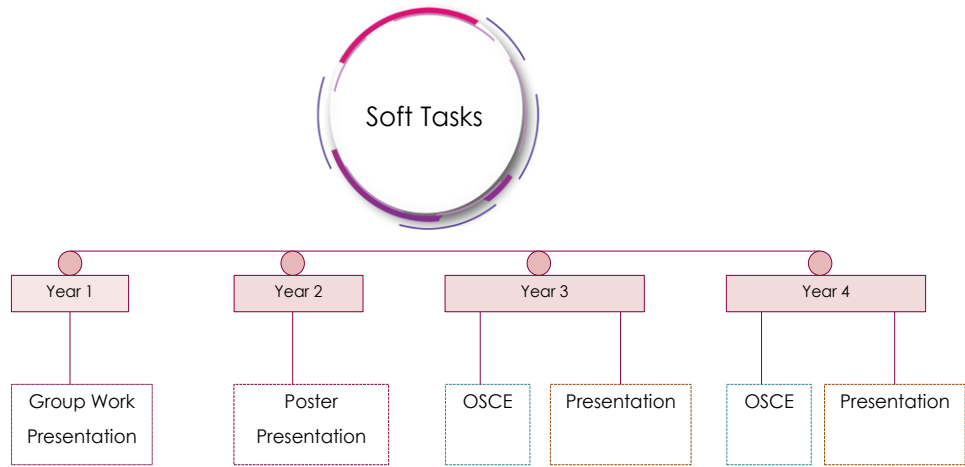 Soft Tasks
Year 1
Year 2
Year 3
Year 4
Group Work
Presentation
Poster
Presentation
OSCE
Presentation
OSCE
Presentation